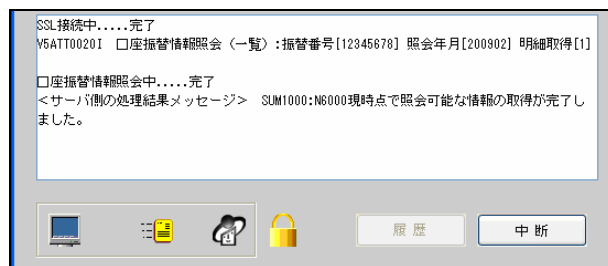 SSL接続中.....完了
V5ATT0020I 口座振替情報照会（一覧）:振替番号[12345678] 照会年月[200902] 明細取得[1]
口座振替情報照会中.....完了
＜サーバ側の処理結果メッセージ＞ SUM1000:N6000現時点で照会可能な情報の取得が完了し
ました。
履歴
中断